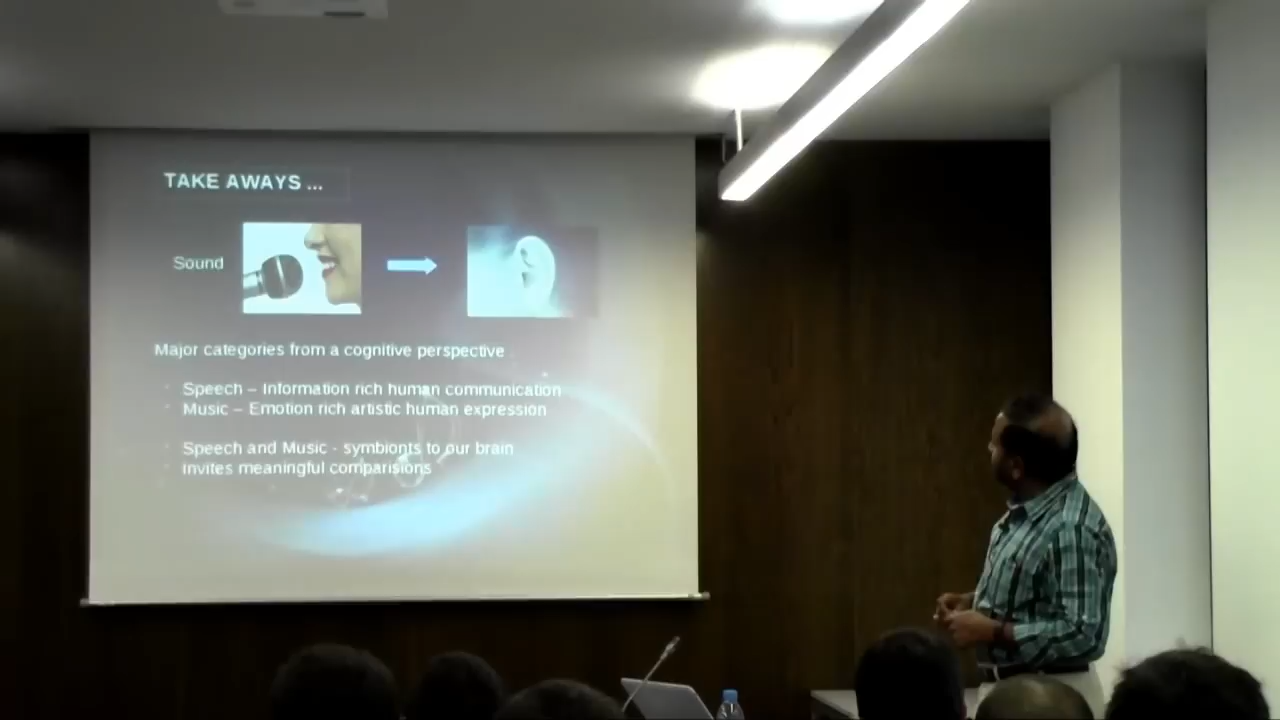 TAKE AWAYS ...
Sound
Major categories from a cognitive perspective
Speech – Information rich human communication
Music – Emotion rich artistic human expression
Speech and Music - symbionts to our brain
invites meaningful comparisions